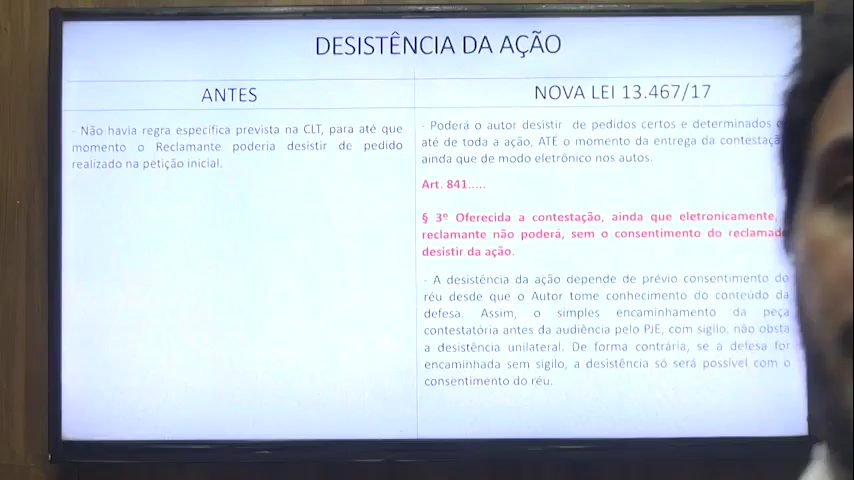 DESISTÊNCIA DA AÇÃO
ANTES
- Não havia regra específica prevista na CLT, para até que
momento o Reclamante poderia desistir de pedido
realizado na petição inicial.
NOVA LEI 13.467/17
- Poderá o autor desistir de pedidos certos e determinados
até de toda a ação, ATÉ o momento da entrega da
ainda que de modo eletrônico nos autos.
Art. 841.....
§ 3º Oferecida a contestação, ainda que eletronicamente,
reclamante não poderá, sem o consentimento do
desistir da ação.
- A desistência da ação depende de prévio consentimento do
réu desde que o Autor tome conhecimento do conteúdo da
defesa. Assim, o simples encaminhamento da peça
contestatória antes da audiência pelo PJE, com sigilo, não obsta
a desistência unilateral. De forma contrária, se a defesa for
encaminhada sem sigilo, a desistência só será possível com o
consentimento do réu.